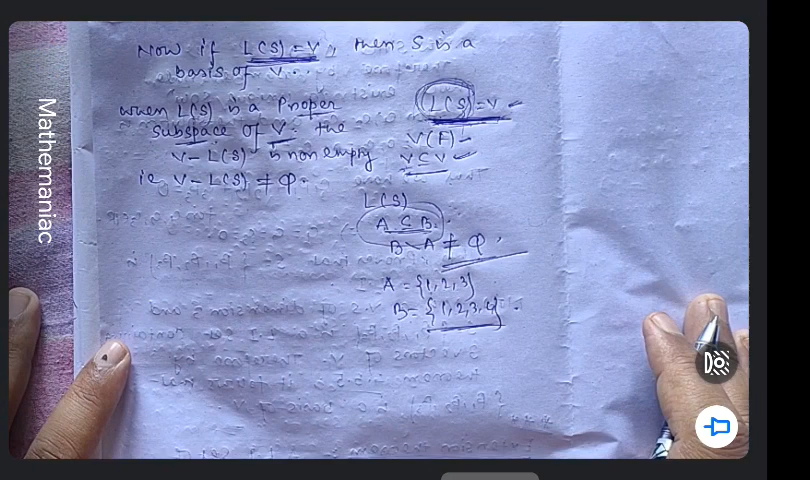 Now if L(S) = V, then S is a
basis of V.
when L(S) is a Proper
subspace of V. the
V - L(S) is non empty
ie, V - L(S) ≠ φ.
L(S) = V
V(F)
V ⊆ V
L(S)
A ⊆ B.
B \ A ≠ φ.
A = {1,2,3}
B = {1,2,3,4}.
Mathemaniac